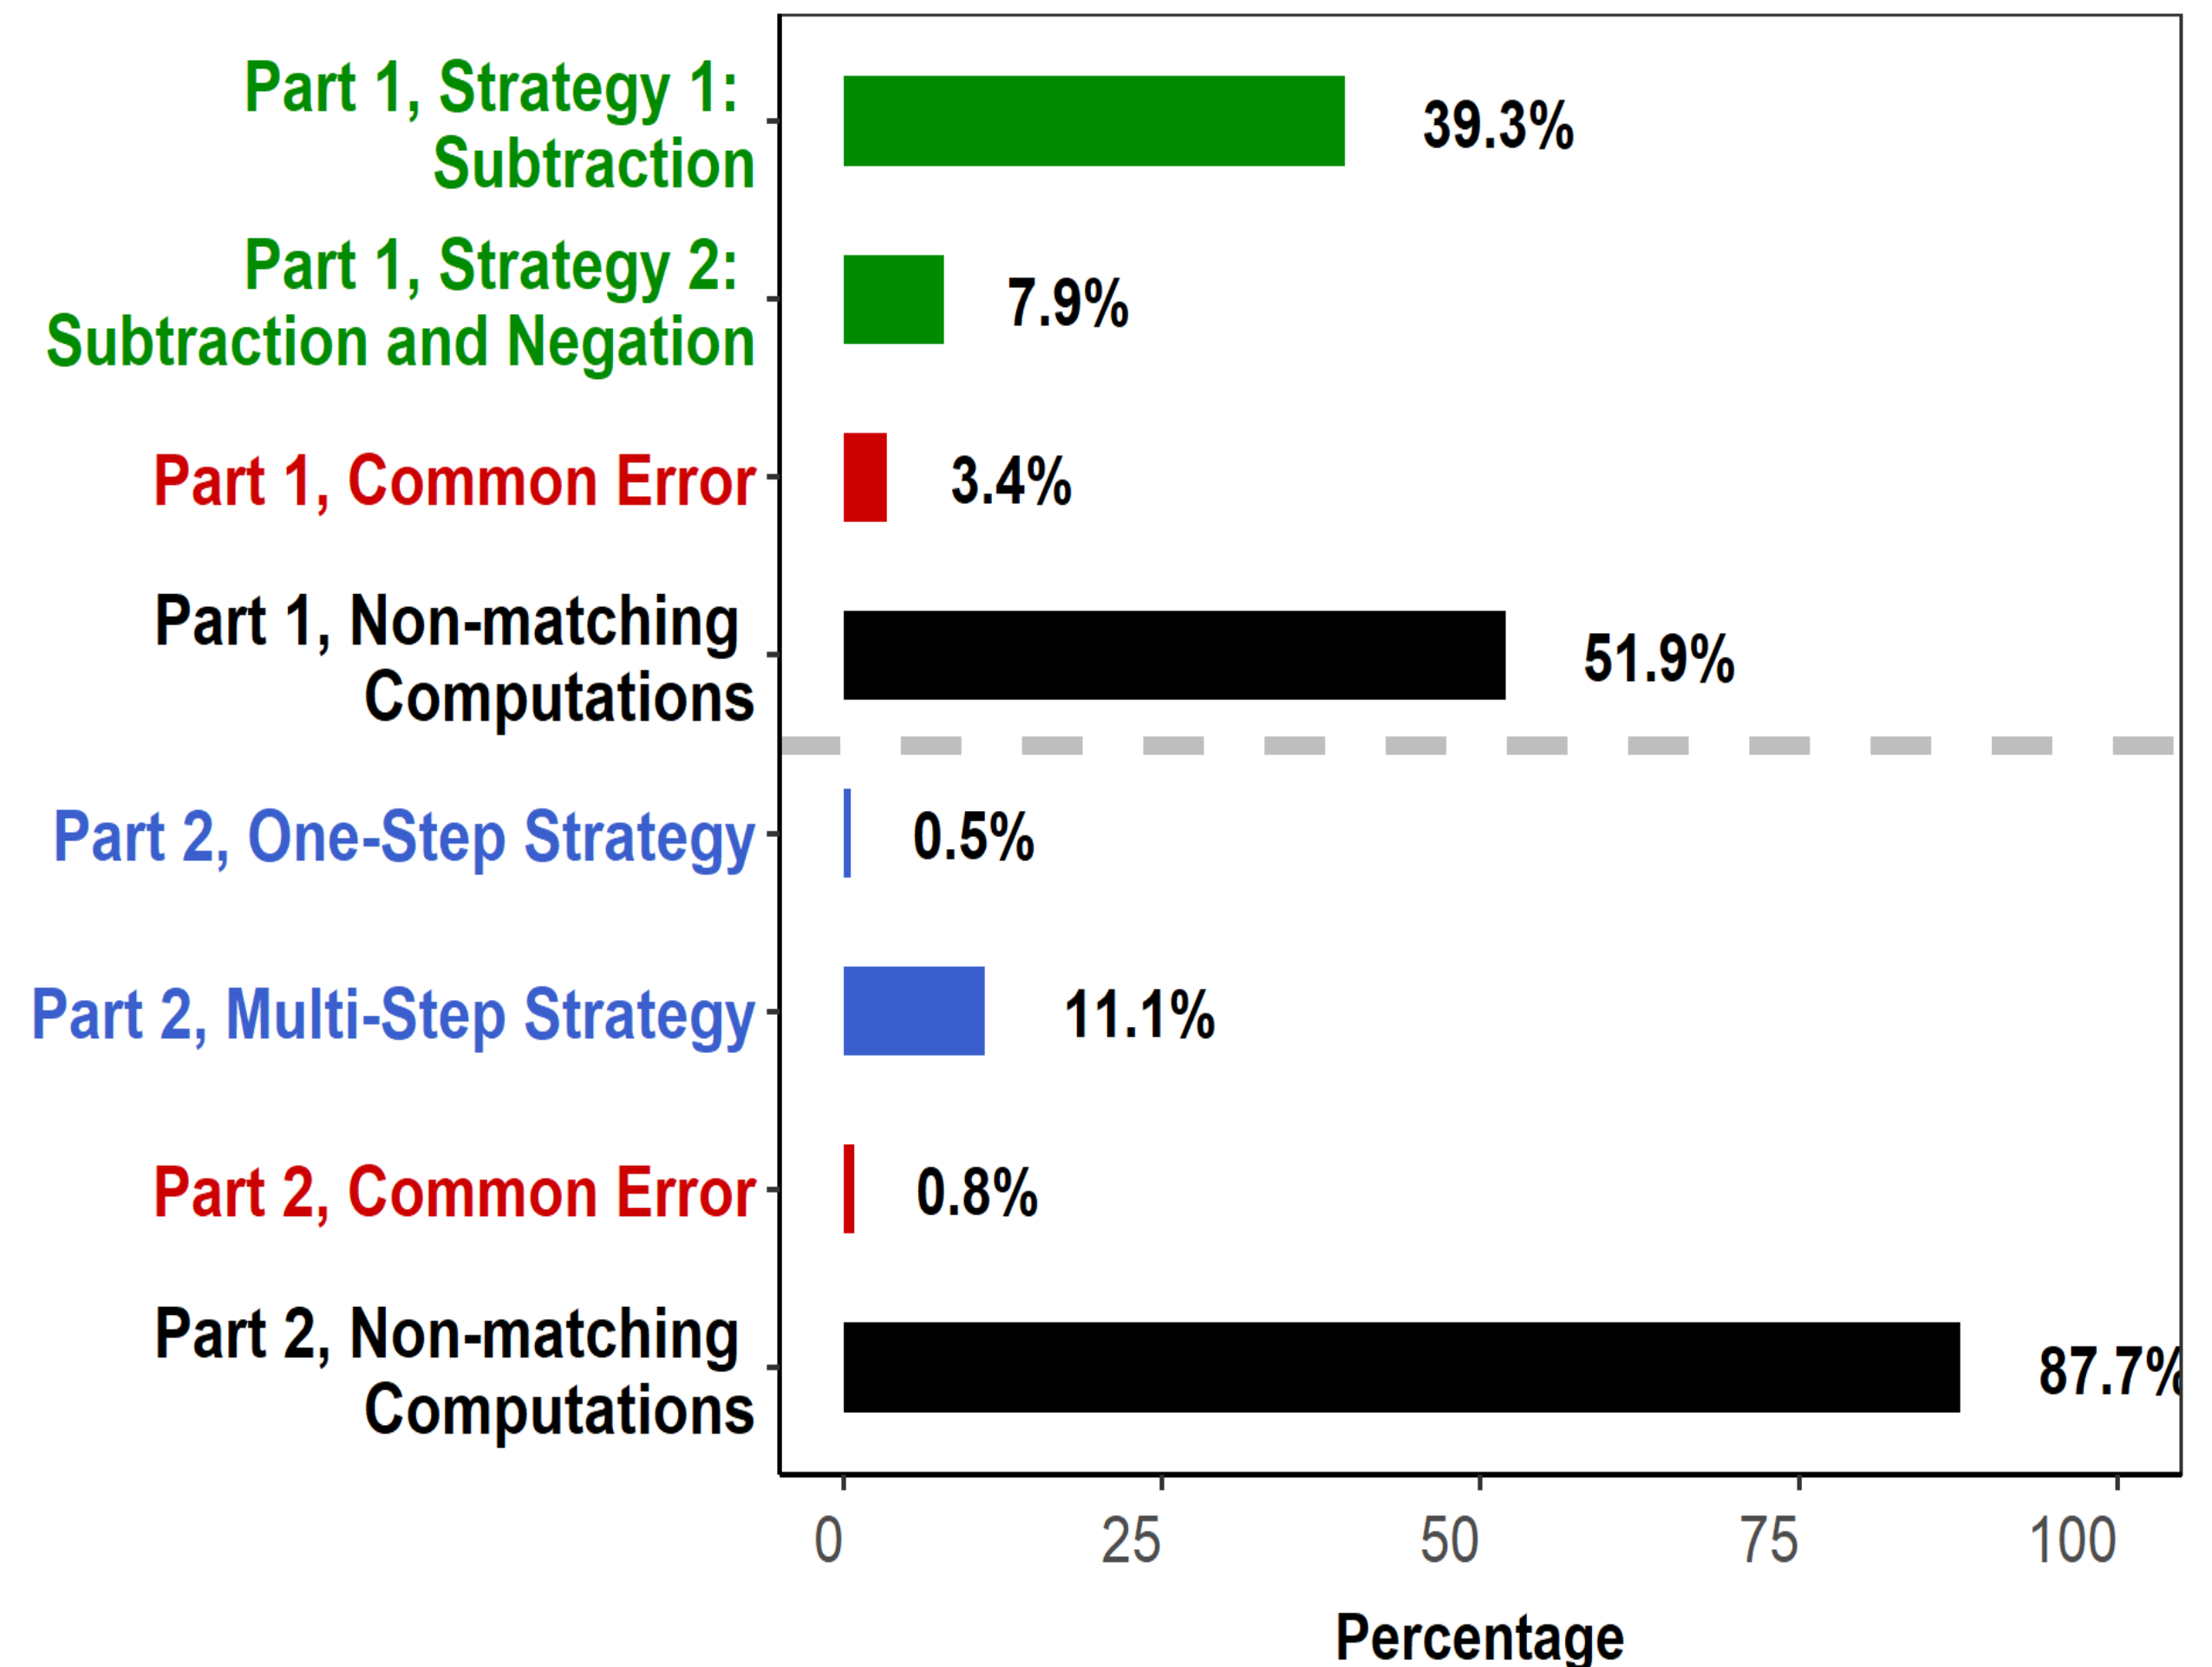 Part 1, Strategy 1:
Subtraction
39.3%
Part 1, Strategy 2:
Subtraction and Negation
7.9%
Part 1, Common Error
3.4%
Part 1, Non-matching
Computations
51.9%
Part 2, One-Step Strategy
0.5%
Part 2, Multi-Step Strategy
11.1%
Part 2, Common Error
0.8%
Part 2, Non-matching
Computations
87.7%
0 25 50 75 100
Percentage